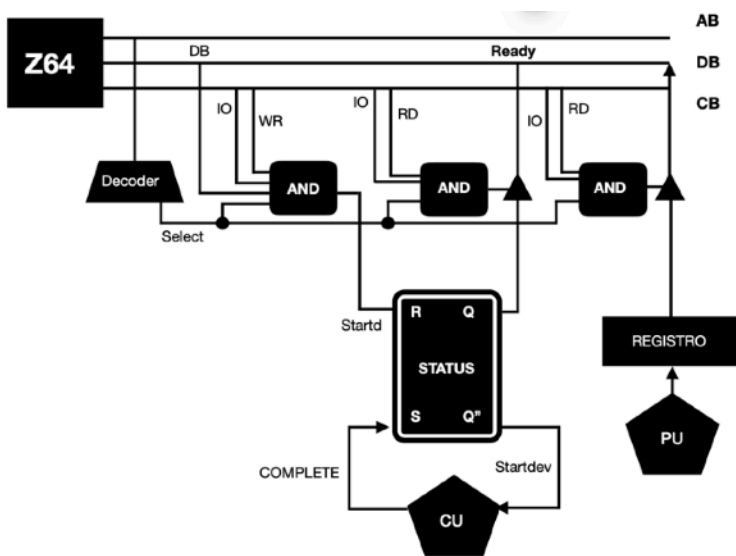 AB
Z64
DB
Ready
DB
CB
IO
WR
IO
RD
IO
RD
Decoder
AND
AND
AND
Select
Startd
R
Q
STATUS
S
Q"
REGISTRO
PU
COMPLETE
Startdev
CU